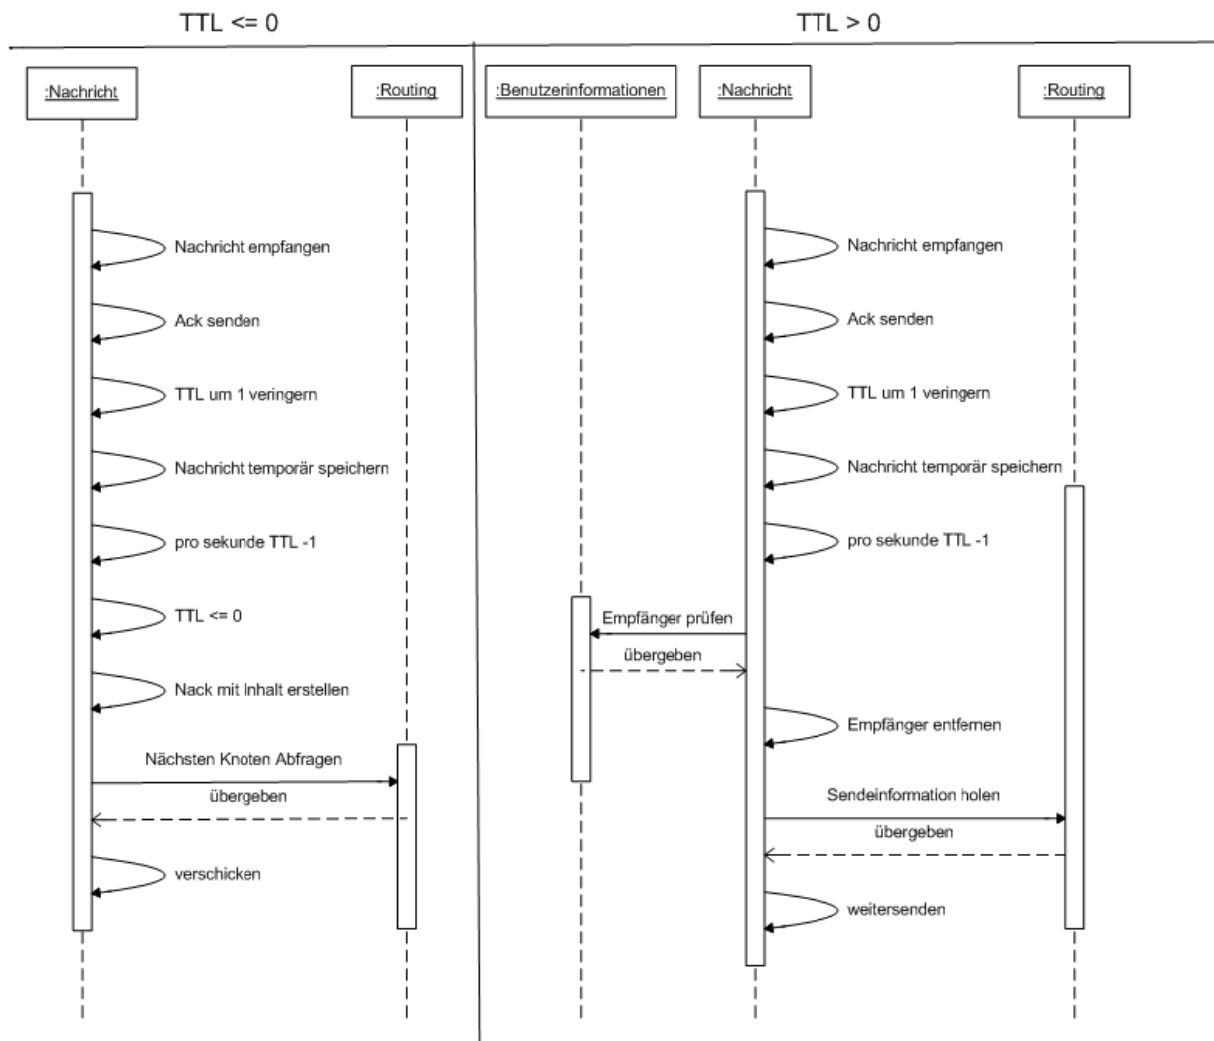 TTL <= 0
TTL > 0
:Nachricht
:Routing
:Benutzerinformationen
:Nachricht
:Routing
Nachricht empfangen
Ack senden
TTL um 1 veringern
Nachricht temporär speichern
pro sekunde TTL -1
TTL <= 0
Nack mit Inhalt erstellen
Nächsten Knoten Abfragen
übergeben
verschicken
Nachricht empfangen
Ack senden
TTL um 1 veringern
Nachricht temporär speichern
pro sekunde TTL -1
Empfänger prüfen
übergeben
Empfänger entfernen
Sendeinformation holen
übergeben
weitersenden